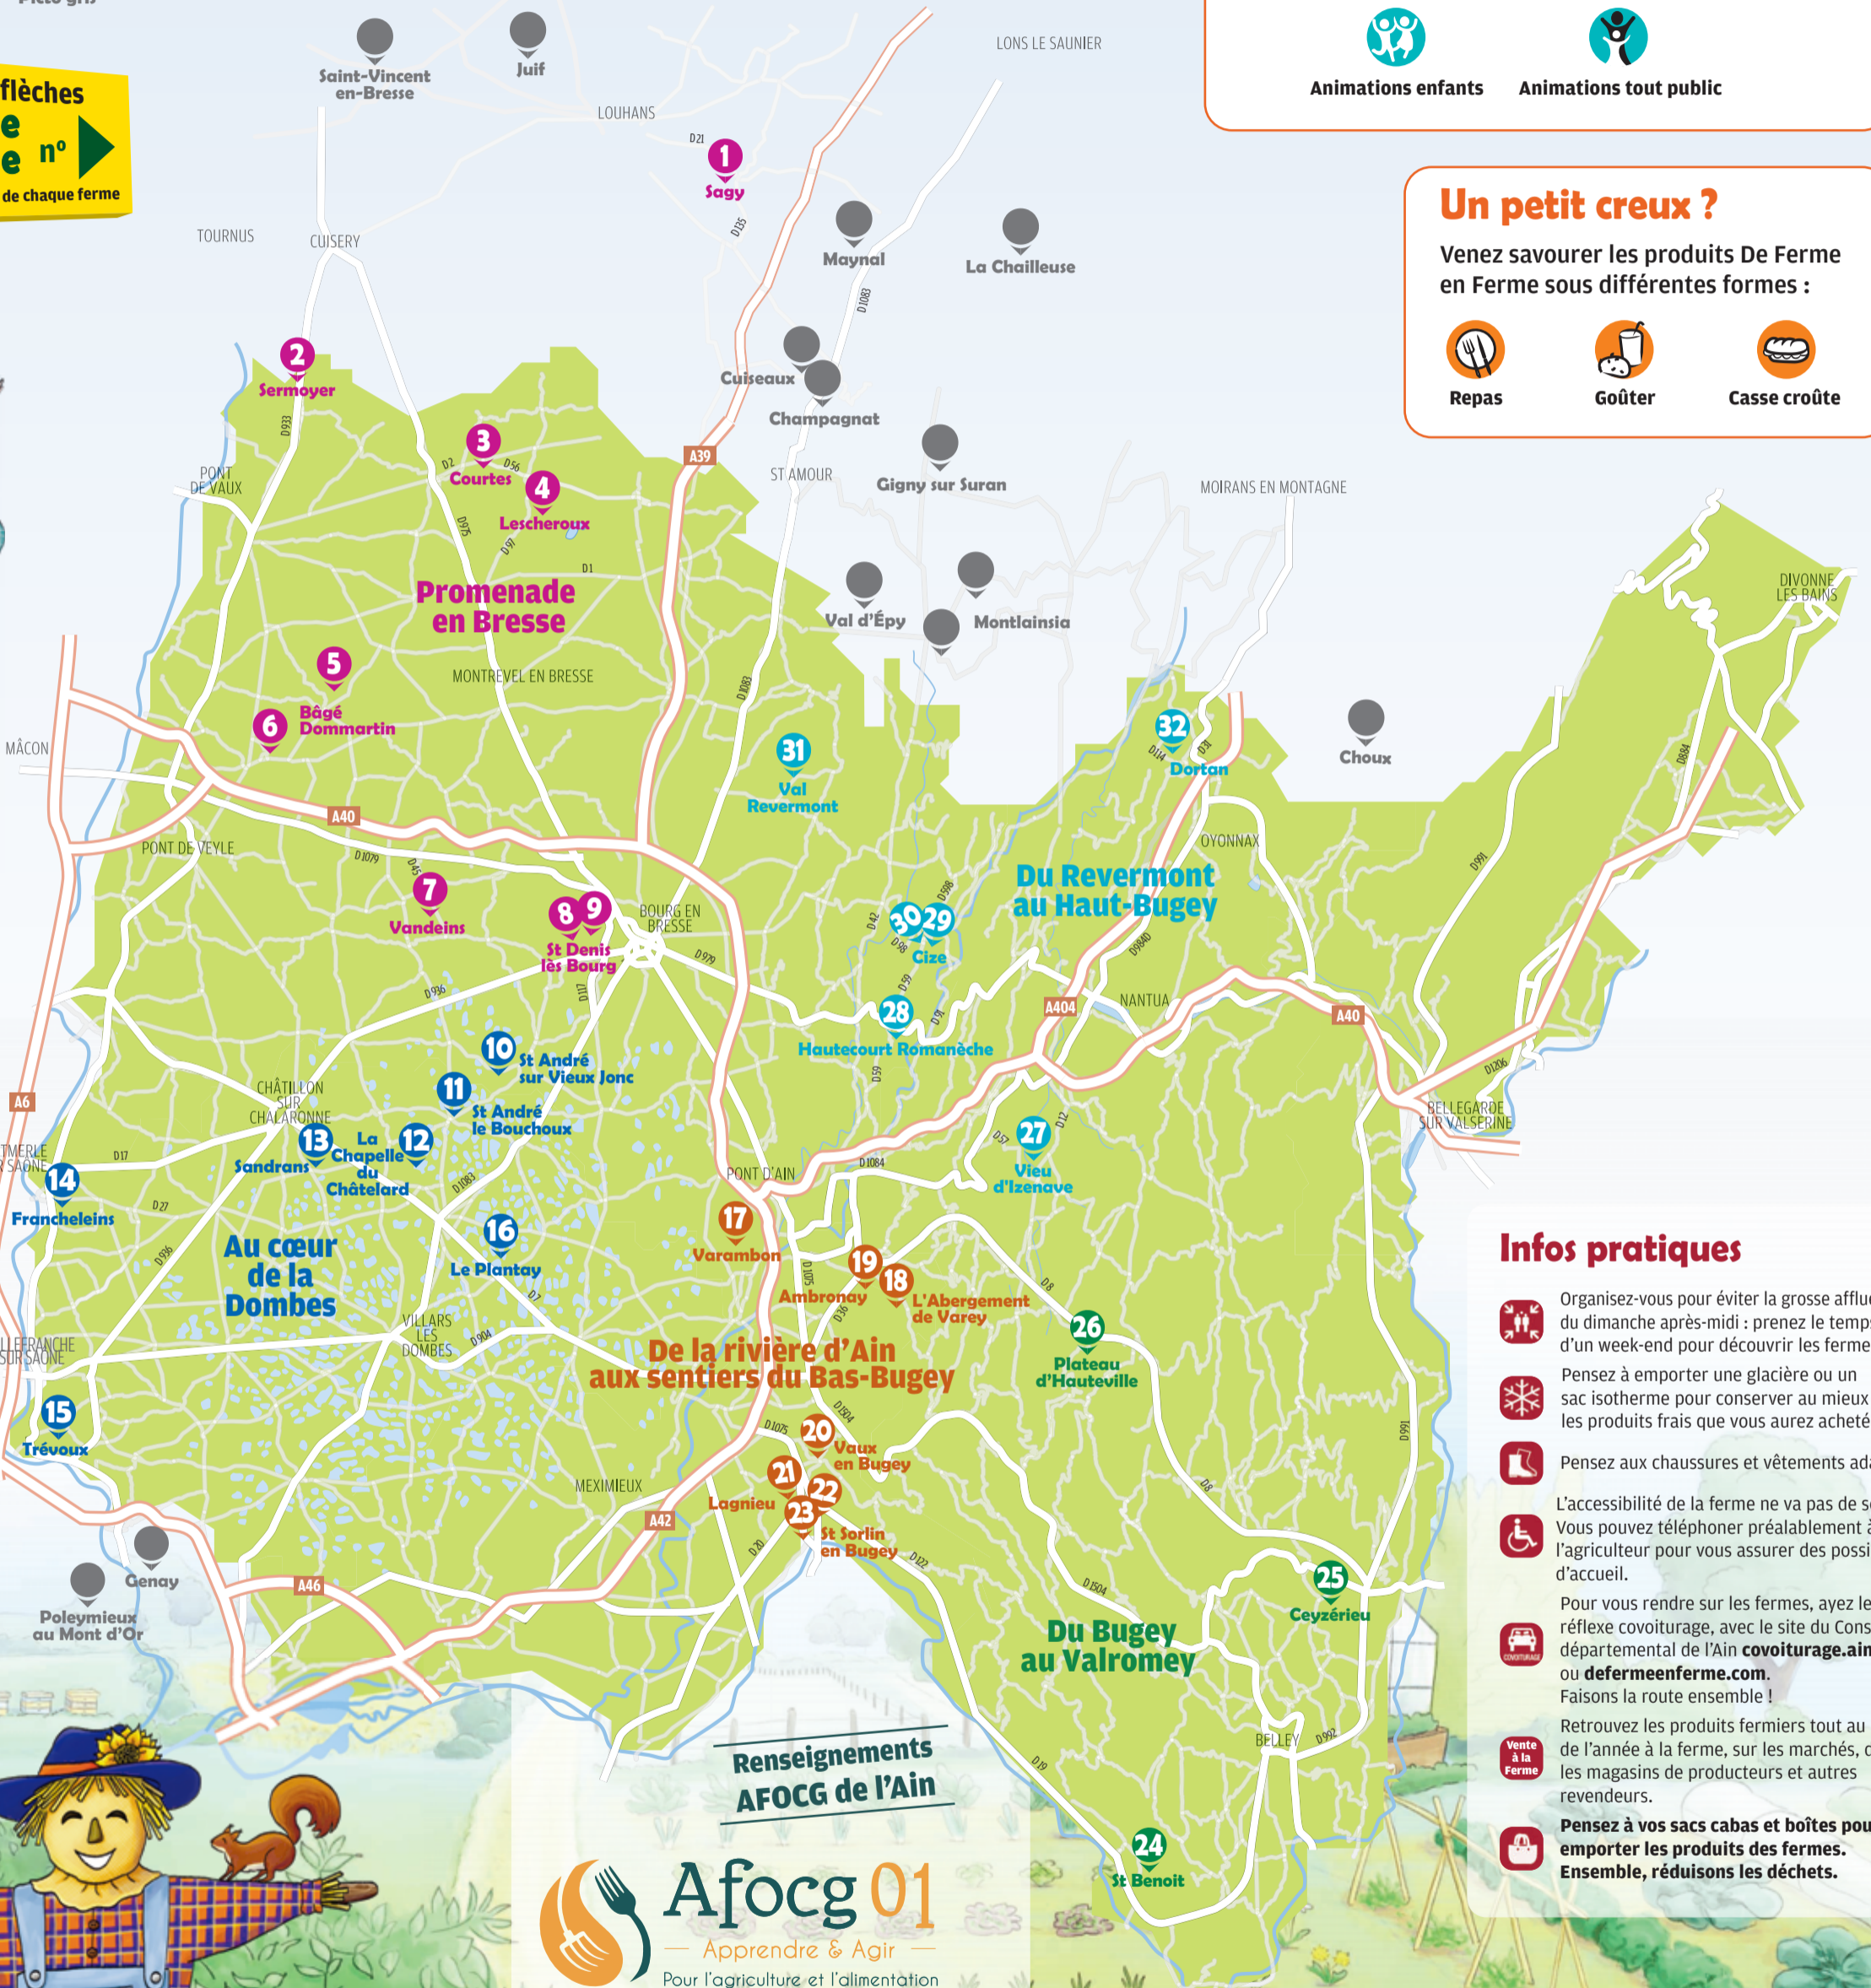 Saint-Vincent
en-Bresse
Juif
LONS LE SAUNIER
Animations enfants
Animations tout public
flèches
e
e n°
de chaque ferme
LOUHANS
D21
1
Sagy
D135
TOURNUS
CUISERY
Maynal
La Chailleuse
D1083
Un petit creux ?
Venez savourer les produits De Ferme
en Ferme sous différentes formes :
Repas
Goûter
Casse croûte
2
Sermoyer
D933
Cuiseaux
Champagnat
3
Courtes
D2
D56
4
Lescheroux
A39
ST AMOUR
Gigny sur Suran
MOIRANS EN MONTAGNE
PONT
DE VAUX
D975
D97
D1
Promenade
en Bresse
Val d'Épy
Montlainsia
DIVONNE
LES BAINS
5
MONTREVEL EN BRESSE
D1083
6
Bâgé
Dommartin
MÂCON
31
Val
Revermont
32
D114
D31
Dortan
Choux
D884
A40
PONT DE VEYLE
D1079
D45
7
Vandeins
8
9
St Denis
lès Bourg
BOURG EN
BRESSE
D979
OYONNAX
D991
Du Revermont
au Haut-Bugey
D42
D598
30
29
D98
Cize
D984D
D936
D117
D59
28
D91
Hautecourt Romanèche
A404
NANTUA
A40
D59
10
St André
sur Vieux Jonc
11
St André
le Bouchoux
A6
CHÂTILLON
SUR
CHALARONNE
D1206
BELLEGARDE
SUR VALSERINE
13
Sandrans
La
Chapelle
du
Châtelard
12
D57
27
D12
Vieu
d'Izenave
TMERLE
R SAÔNE
D17
14
Francheleins
D27
D1083
PONT D'AIN
D1084
D936
Au cœur
de la
Dombes
16
Le Plantay
17
Varambon
D7
D1075
19
Ambronay
18
L'Abergement
de Varey
D36
D8
26
Plateau
d'Hauteville
VILLARS
LES
DOMBES
D904
De la rivière d'Ain
aux sentiers du Bas-Bugey
LLEFRANCHE
SUR SAÔNE
15
Trévoux
D1075
D1504
20
Vaux
en Bugey
D991
MEXIMIEUX
21
Lagnieu
22
23
St Sorlin
en Bugey
D8
A42
D20
D122
Genay
A46
Poleymieux
au Mont d'Or
D1504
25
Ceyzérieu
Du Bugey
au Valromey
BELLEY
D992
D19
24
St Benoit
Infos pratiques
Organisez-vous pour éviter la grosse afflue
du dimanche après-midi : prenez le temps
d'un week-end pour découvrir les ferme
Pensez à emporter une glacière ou un
sac isotherme pour conserver au mieux
les produits frais que vous aurez acheté
Pensez aux chaussures et vêtements ada
L'accessibilité de la ferme ne va pas de so
Vous pouvez téléphoner préalablement à
l'agriculteur pour vous assurer des possi
d'accueil.
COVOITURAGE
Pour vous rendre sur les fermes, ayez le
réflexe covoiturage, avec le site du Cons
départemental de l'Ain covoiturage.ain
ou defermeenferme.com.
Faisons la route ensemble !
Vente
à la
Ferme
Retrouvez les produits fermiers tout au
de l'année à la ferme, sur les marchés, d
les magasins de producteurs et autres
revendeurs.
Pensez à vos sacs cabas et boîtes pou
emporter les produits des fermes.
Ensemble, réduisons les déchets.
Renseignements
AFOCG de l'Ain
Afocg 01
Apprendre & Agir
Pour l'agriculture et l'alimentation